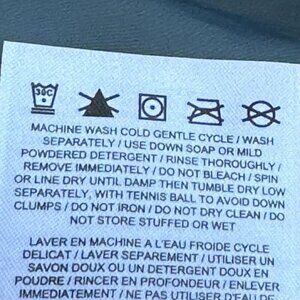 30C
MACHINE WASH COLD GENTLE CYCLE / WASH
SEPARATELY / USE DOWN SOAP OR MILD
POWDERED DETERGENT / RINSE THOROUGHLY /
REMOVE IMMEDIATELY / DO NOT BLEACH / SPIN
OR LINE DRY UNTIL DAMP THEN TUMBLE DRY LOW
SEPARATELY, WITH TENNIS BALL TO AVOID DOWN
CLUMPS / DO NOT IRON / DO NOT DRY CLEAN / DO
NOT STORE STUFFED OR WET
LAVER EN MACHINE A L'EAU FROIDE CYCLE
DELICAT / LAVER SEPAREMENT / UTILISER UN
SAVON DOUX OU UN DETERGENT DOUX EN
POUDRE / RINCER EN PROFONDEUR / ENLEVER
IMMEDIATEMENT / NE PAS UTILISER D'EAU DE